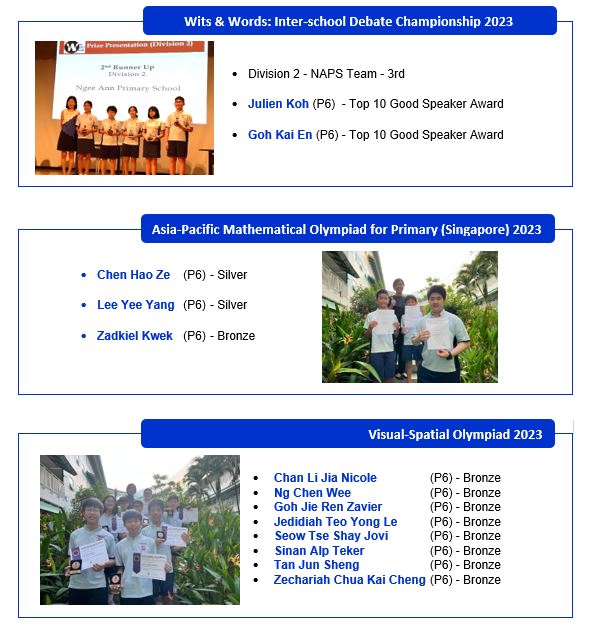 Wits & Words: Inter-school Debate Championship 2023
Prize Presentation (Division 2)
2nd Runner Up
Division 2
Ngee Ann Primary School
Division 2 - NAPS Team - 3rd
Julien Koh (P6) - Top 10 Good Speaker Award
Goh Kai En (P6) - Top 10 Good Speaker Award
Asia-Pacific Mathematical Olympiad for Primary (Singapore) 2023
Chen Hao Ze (P6) - Silver
Lee Yee Yang (P6) - Silver
Zadkiel Kwek (P6) - Bronze
Visual-Spatial Olympiad 2023
Chan Li Jia Nicole (P6) - Bronze
Ng Chen Wee (P6) - Bronze
Goh Jie Ren Zavier (P6) - Bronze
Jedidiah Teo Yong Le (P6) - Bronze
Seow Tse Shay Jovi (P6) - Bronze
Sinan Alp Teker (P6) - Bronze
Tan Jun Sheng (P6) - Bronze
Zechariah Chua Kai Cheng (P6) - Bronze